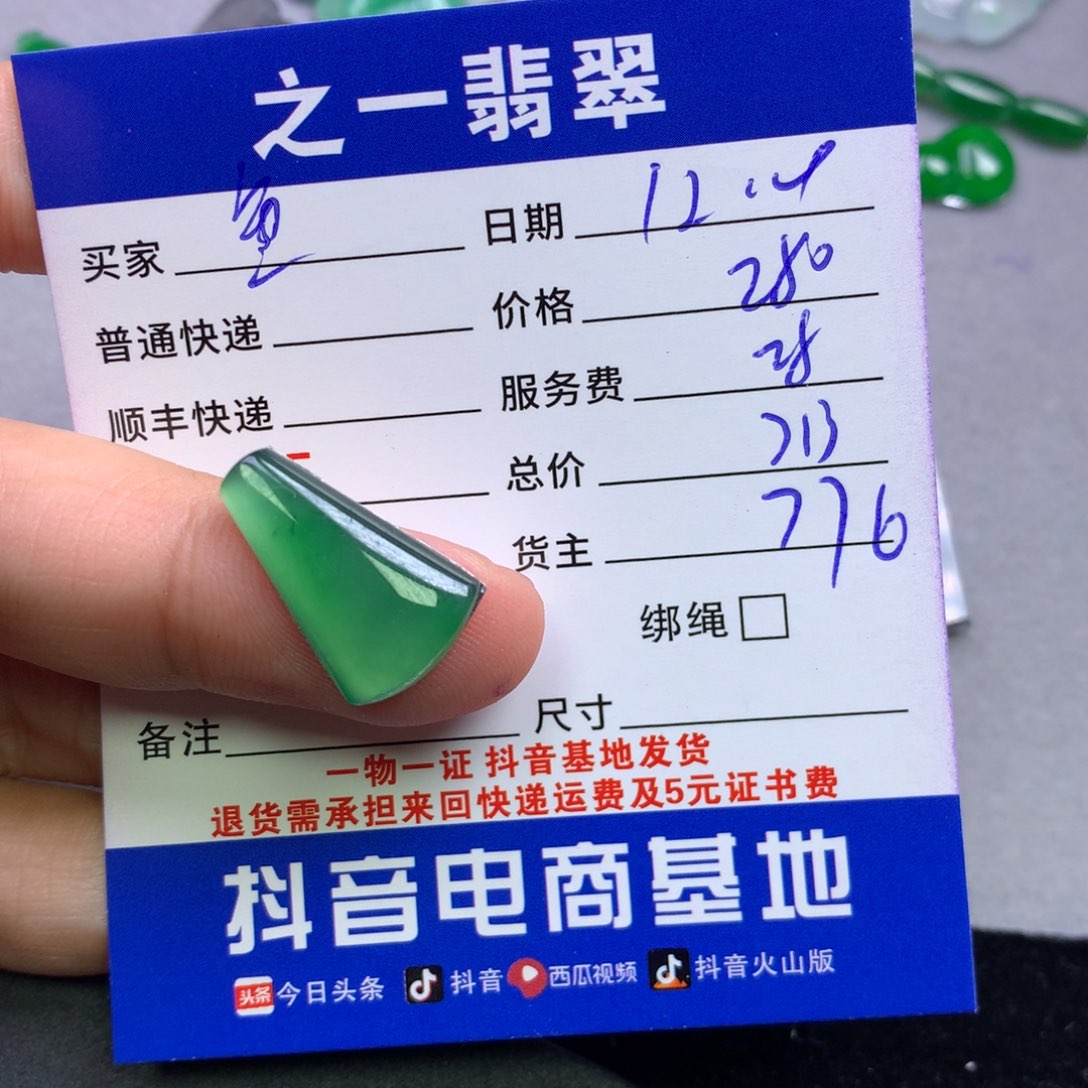 之一翡翠
买家 日期 12.14
普通快递 价格 280
顺丰快递 服务费 28
总价 313
货主 776
绑绳
备注 尺寸
一物一证 抖音基地发货
退货需承担来回快递运费及5元证书费
抖音电商基地
头条 今日头条 抖音 西瓜视频 抖音火山版